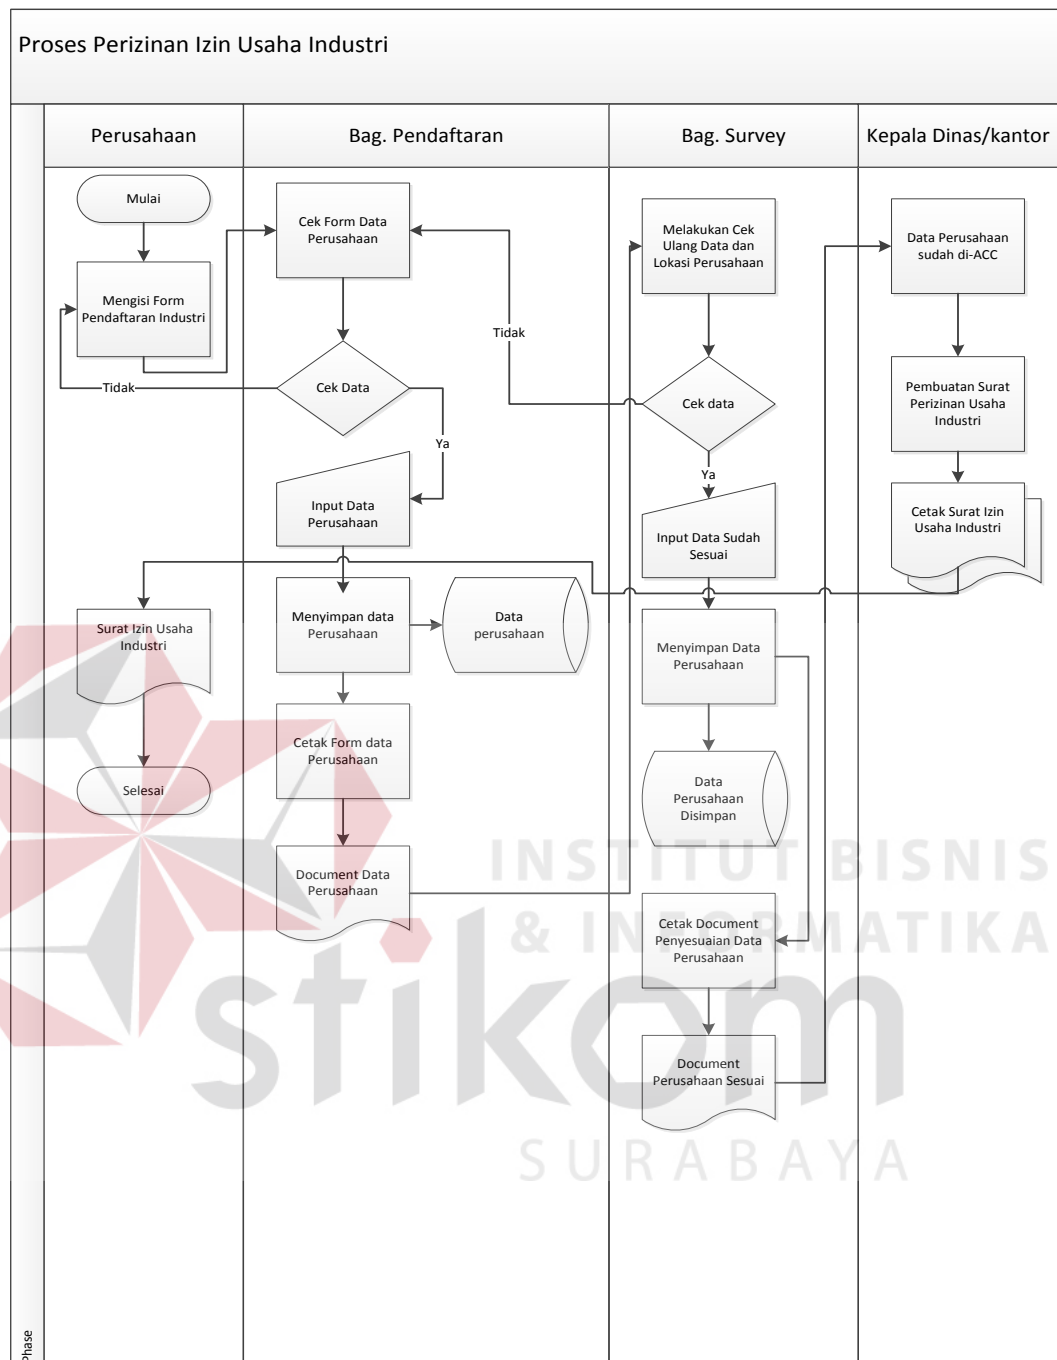 Proses Perizinan Izin Usaha Industri
Perusahaan
Bag. Pendaftaran
Bag. Survey
Kepala Dinas/kantor
Mulai
Mengisi Form
Pendaftaran Industri
Tidak
Surat Izin Usaha
Industri
Selesai
Cek Form Data
Perusahaan
Cek Data
Ya
Input Data
Perusahaan
Menyimpan data
Perusahaan
Data
perusahaan
Cetak Form data
Perusahaan
Document Data
Perusahaan
Tidak
Melakukan Cek
Ulang Data dan
Lokasi Perusahaan
Cek data
Ya
Input Data Sudah
Sesuai
Menyimpan Data
Perusahaan
Data
Perusahaan
Disimpan
Cetak Document
Penyesuaian Data
Perusahaan
Document
Perusahaan Sesuai
Data Perusahaan
sudah di-ACC
Pembuatan Surat
Perizinan Usaha
Industri
Cetak Surat Izin
Usaha Industri
INSTITUT BISNIS
& INFORMATIKA
stikom
SURABAYA
Phase